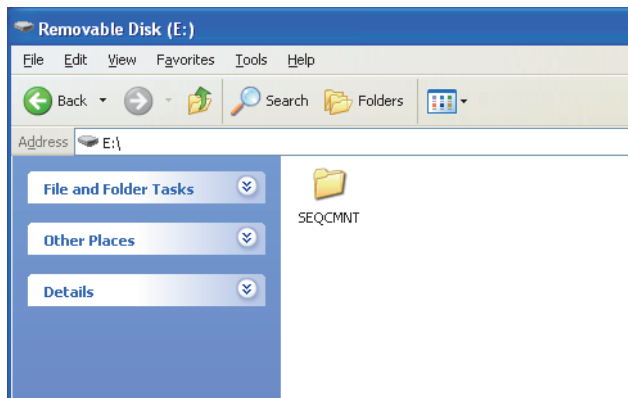 Removable Disk (E:)
File Edit View Favorites Tools Help
Back Search Folders
Address E:\
File and Folder Tasks
SEQCMNT
Other Places
Details